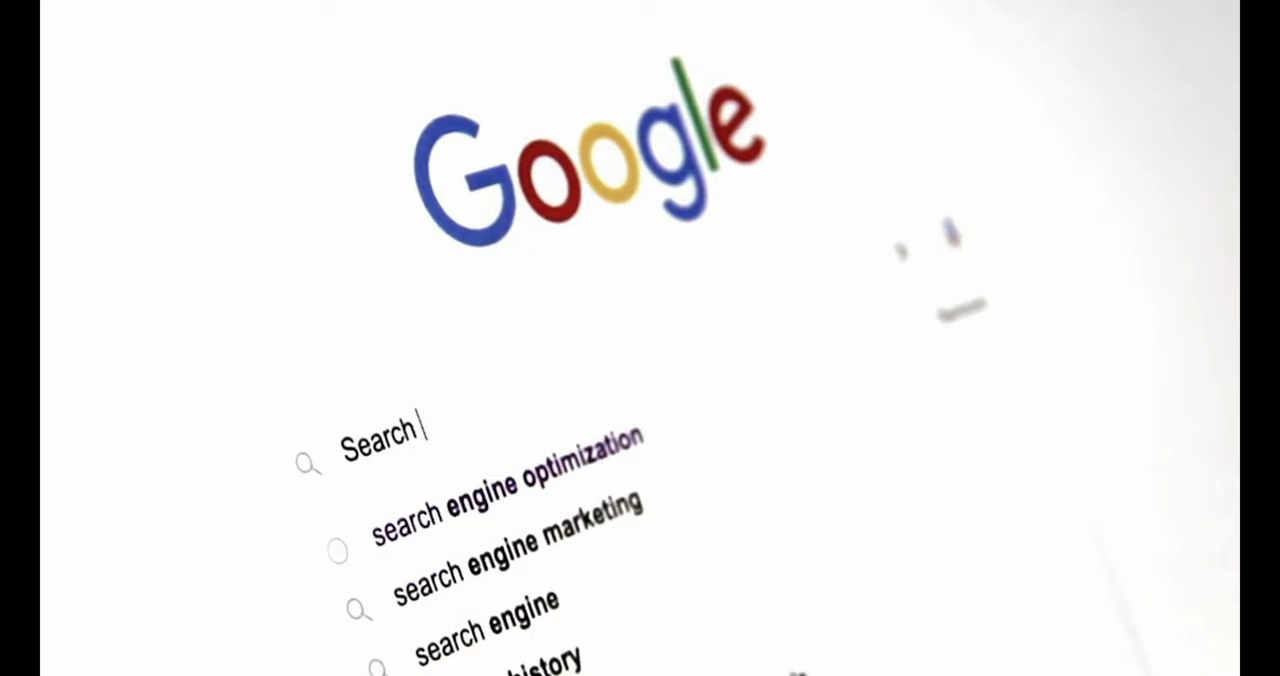 Google
Search
search engine optimization
search engine marketing
search engine
history